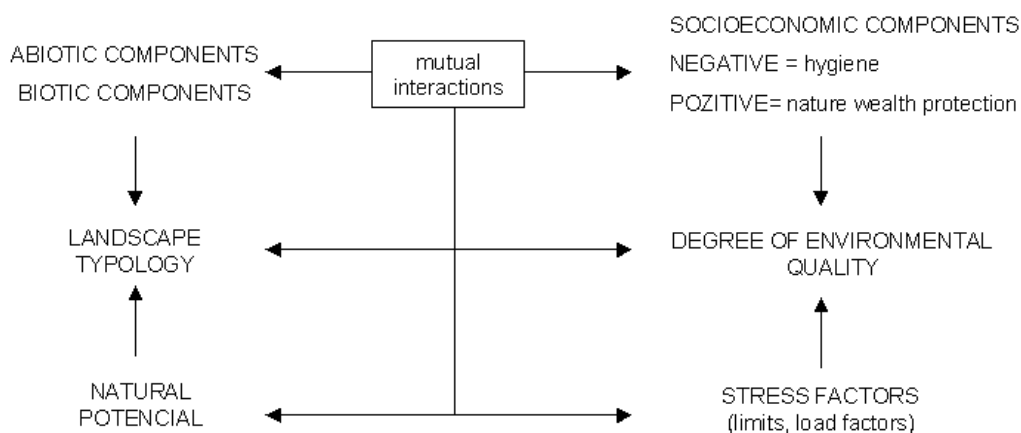 ABIOTIC COMPONENTS
BIOTIC COMPONENTS
mutual
interactions
SOCIOECONOMIC COMPONENTS
NEGATIVE = hygiene
POZITIVE= nature wealth protection
LANDSCAPE
TYPOLOGY
DEGREE OF ENVIRONMENTAL
QUALITY
NATURAL
POTENCIAL
STRESS FACTORS
(limits, load factors)